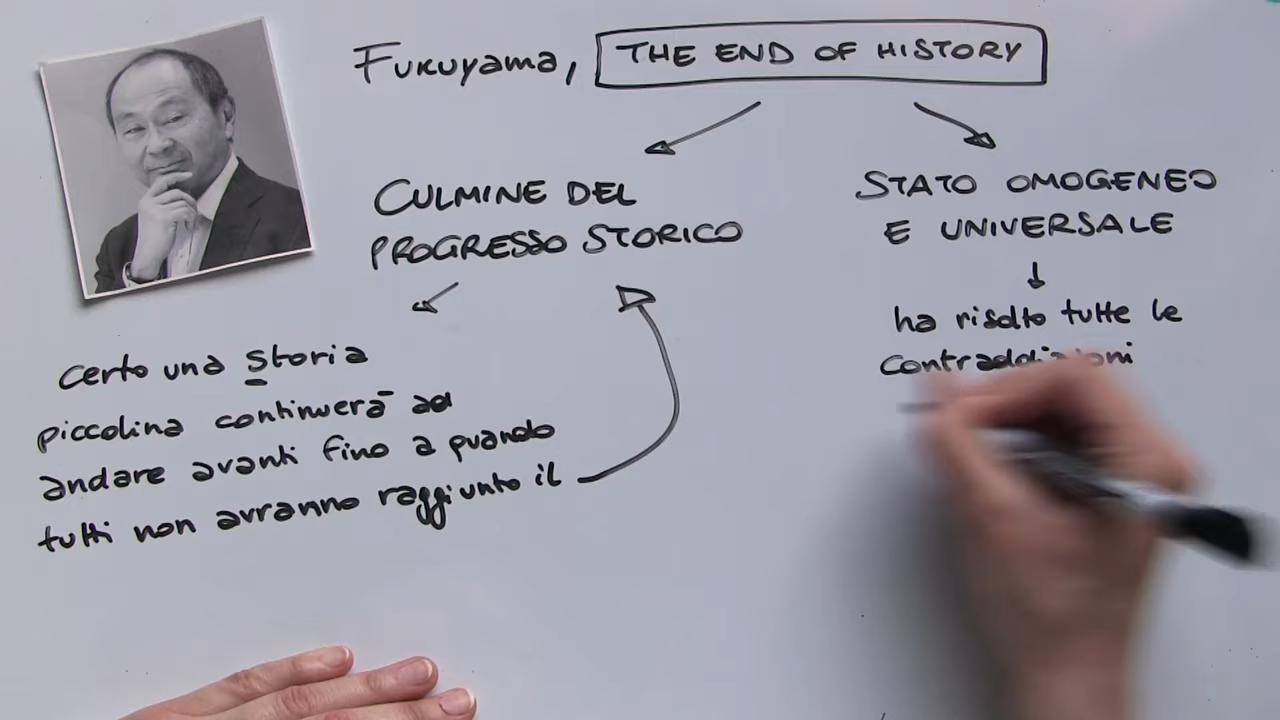 Fukuyama, THE END OF HISTORY
CULMINE DEL
PROGRESSO STORICO
certo una storia
piccolina continuerà ad
andare avanti fino a quando
tutti non avranno raggiunto il
STATO OMOGENEO
E UNIVERSALE
ha risolto tutte le
contraddizioni